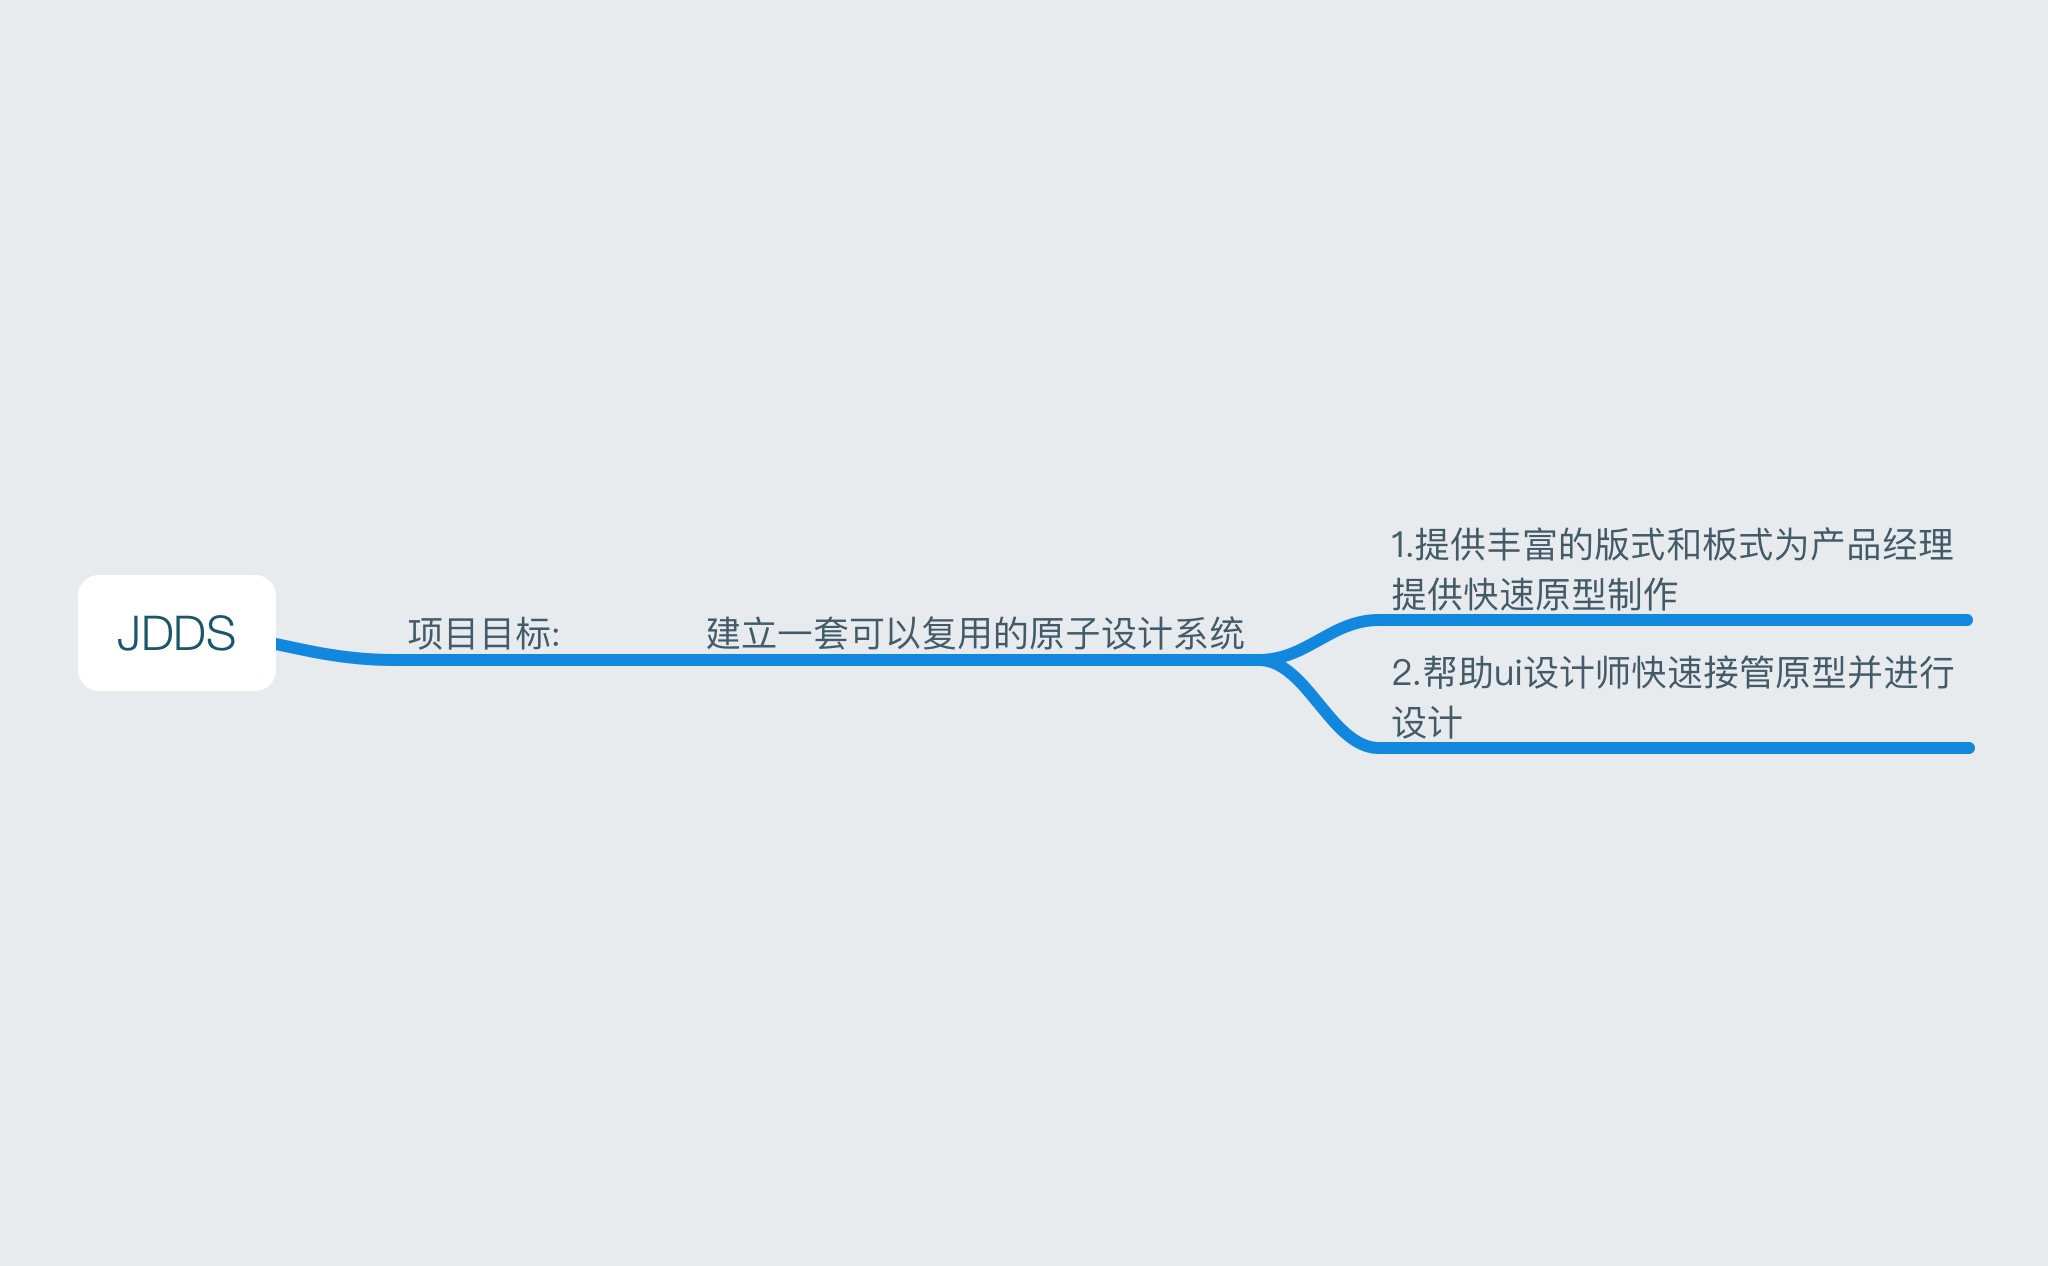 JDDS
项目目标:
建立一套可以复用的原子设计系统
1.提供丰富的版式和板式为产品经理
提供快速原型制作
2.帮助ui设计师快速接管原型并进行
设计